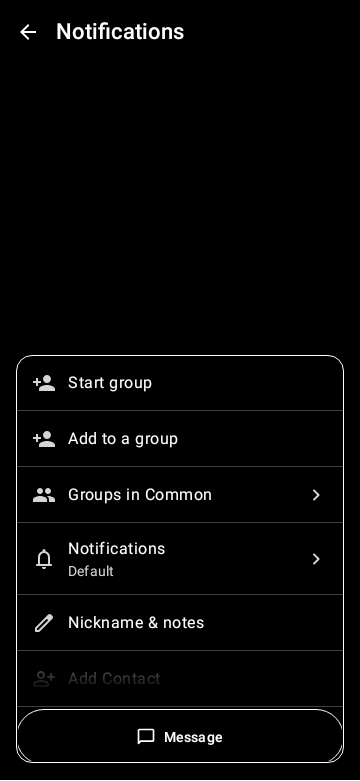 Notifications
Start group
Add to a group
Groups in Common
Notifications
Default
Nickname & notes
Add Contact
Message